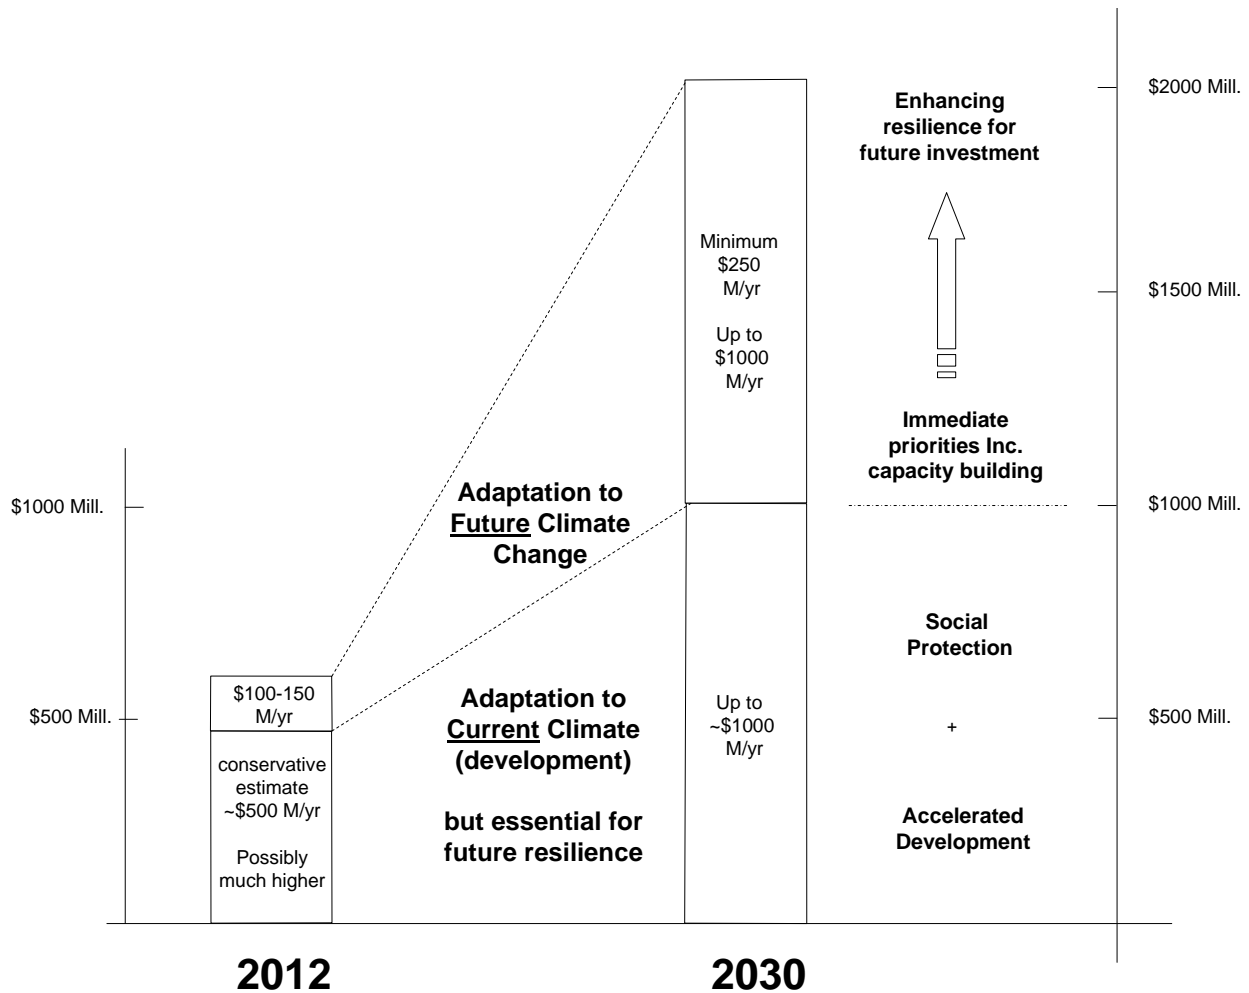 $1000 Mill.
$500 Mill.
$100-150
M/yr
conservative
estimate
~$500 M/yr
Possibly
much higher
2012
Adaptation to
Future Climate
Change
Adaptation to
Current Climate
(development)
but essential for
future resilience
Minimum
$250
M/yr
Up to
$1000
M/yr
Up to
~$1000
M/yr
2030
Enhancing
resilience for
future investment
Immediate
priorities Inc.
capacity building
Social
Protection
+
Accelerated
Development
$2000 Mill.
$1500 Mill.
$1000 Mill.
$500 Mill.